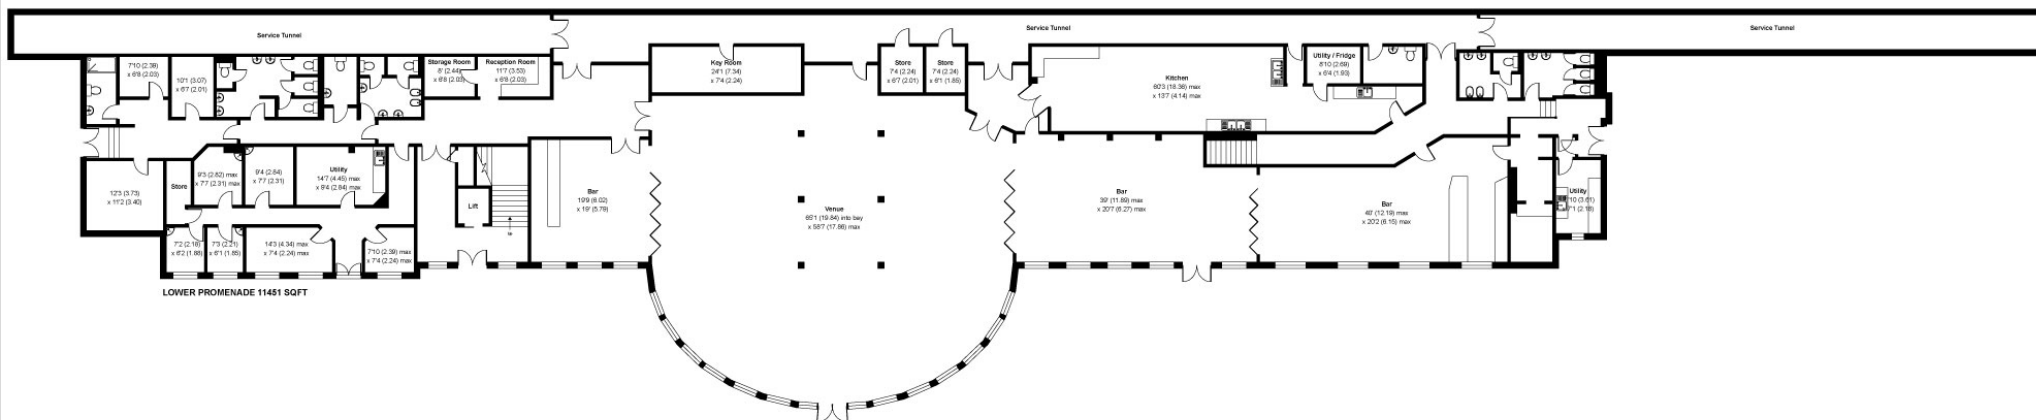 Service Tunnel
Service Tunnel
Service Tunnel
7'10 (2.39)
x 6'8 (2.03)
10'1 (3.07)
x 6'7 (2.01)
Storage Room
8' (2.44)
x 6'8 (2.03)
Reception Room
11'7 (3.53)
x 6'8 (2.03)
Key Room
24'1 (7.34)
x 7'4 (2.24)
Store
7'4 (2.24)
x 6'7 (2.01)
Store
7'4 (2.24)
x 6'1 (1.85)
Kitchen
60'3 (18.36) max
x 13'7 (4.14) max
Utility / Fridge
8'10 (2.69)
x 6'4 (1.93)
12'3 (3.73)
x 11'2 (3.40)
Store
9'3 (2.82) max
x 7'7 (2.31) max
9'4 (2.84)
x 7'7 (2.31)
Utility
14'7 (4.45) max
x 9'4 (2.84) max
Lift
Bar
19'9 (6.02)
x 19' (5.79)
Venue
65'1 (19.84) into bay
x 58'7 (17.86) max
Bar
39' (11.89) max
x 20'7 (6.27) max
Bar
40' (12.19) max
x 20'2 (6.15) max
Utility
7'2 (2.18)
x 6'2 (1.88)
7'3 (2.21)
x 6'1 (1.85)
14'3 (4.34) max
x 7'4 (2.24) max
7'10 (2.39) max
x 7'4 (2.24) max
LOWER PROMENADE 11451 SQFT